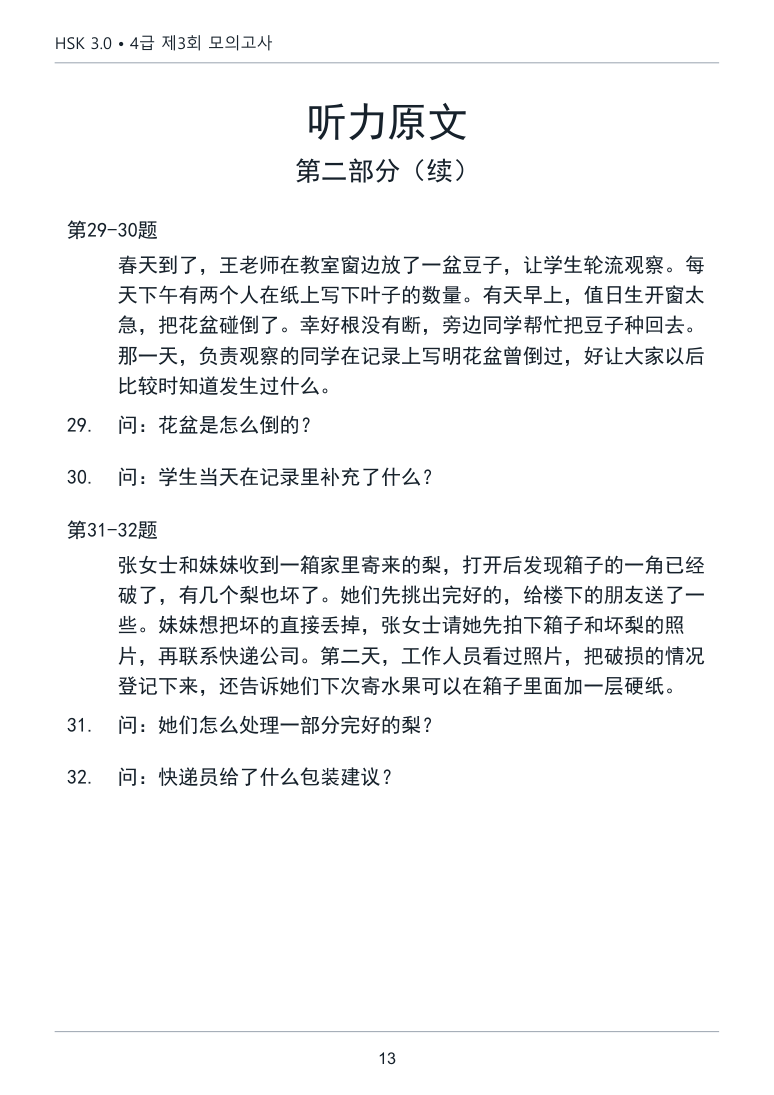 HSK 3.0 • 4급 제3회 모의고사
听力原文
第二部分（续）
第29-30题
春天到了，王老师在教室窗边放了一盆豆子，让学生轮流观察。每
天下午有两个人在纸上写下叶子的数量。有天早上，值日生开窗太
急，把花盆碰倒了。幸好根没有断，旁边同学帮忙把豆子种回去。
那一天，负责观察的同学在记录上写明花盆曾倒过，好让大家以后
比较时知道发生过什么。
29. 问：花盆是怎么倒的？
30. 问：学生当天在记录里补充了什么？
第31-32题
张女士和妹妹收到一箱家里寄来的梨，打开后发现箱子的一角已经
破了，有几个梨也坏了。她们先挑出完好的，给楼下的朋友送了一
些。妹妹想把坏的直接丢掉，张女士请她先拍下箱子和坏梨的照
片，再联系快递公司。第二天，工作人员看过照片，把破损的情况
登记下来，还告诉她们下次寄水果可以在箱子里面加一层硬纸。
31. 问：她们怎么处理一部分完好的梨？
32. 问：快递员给了什么包装建议？
13